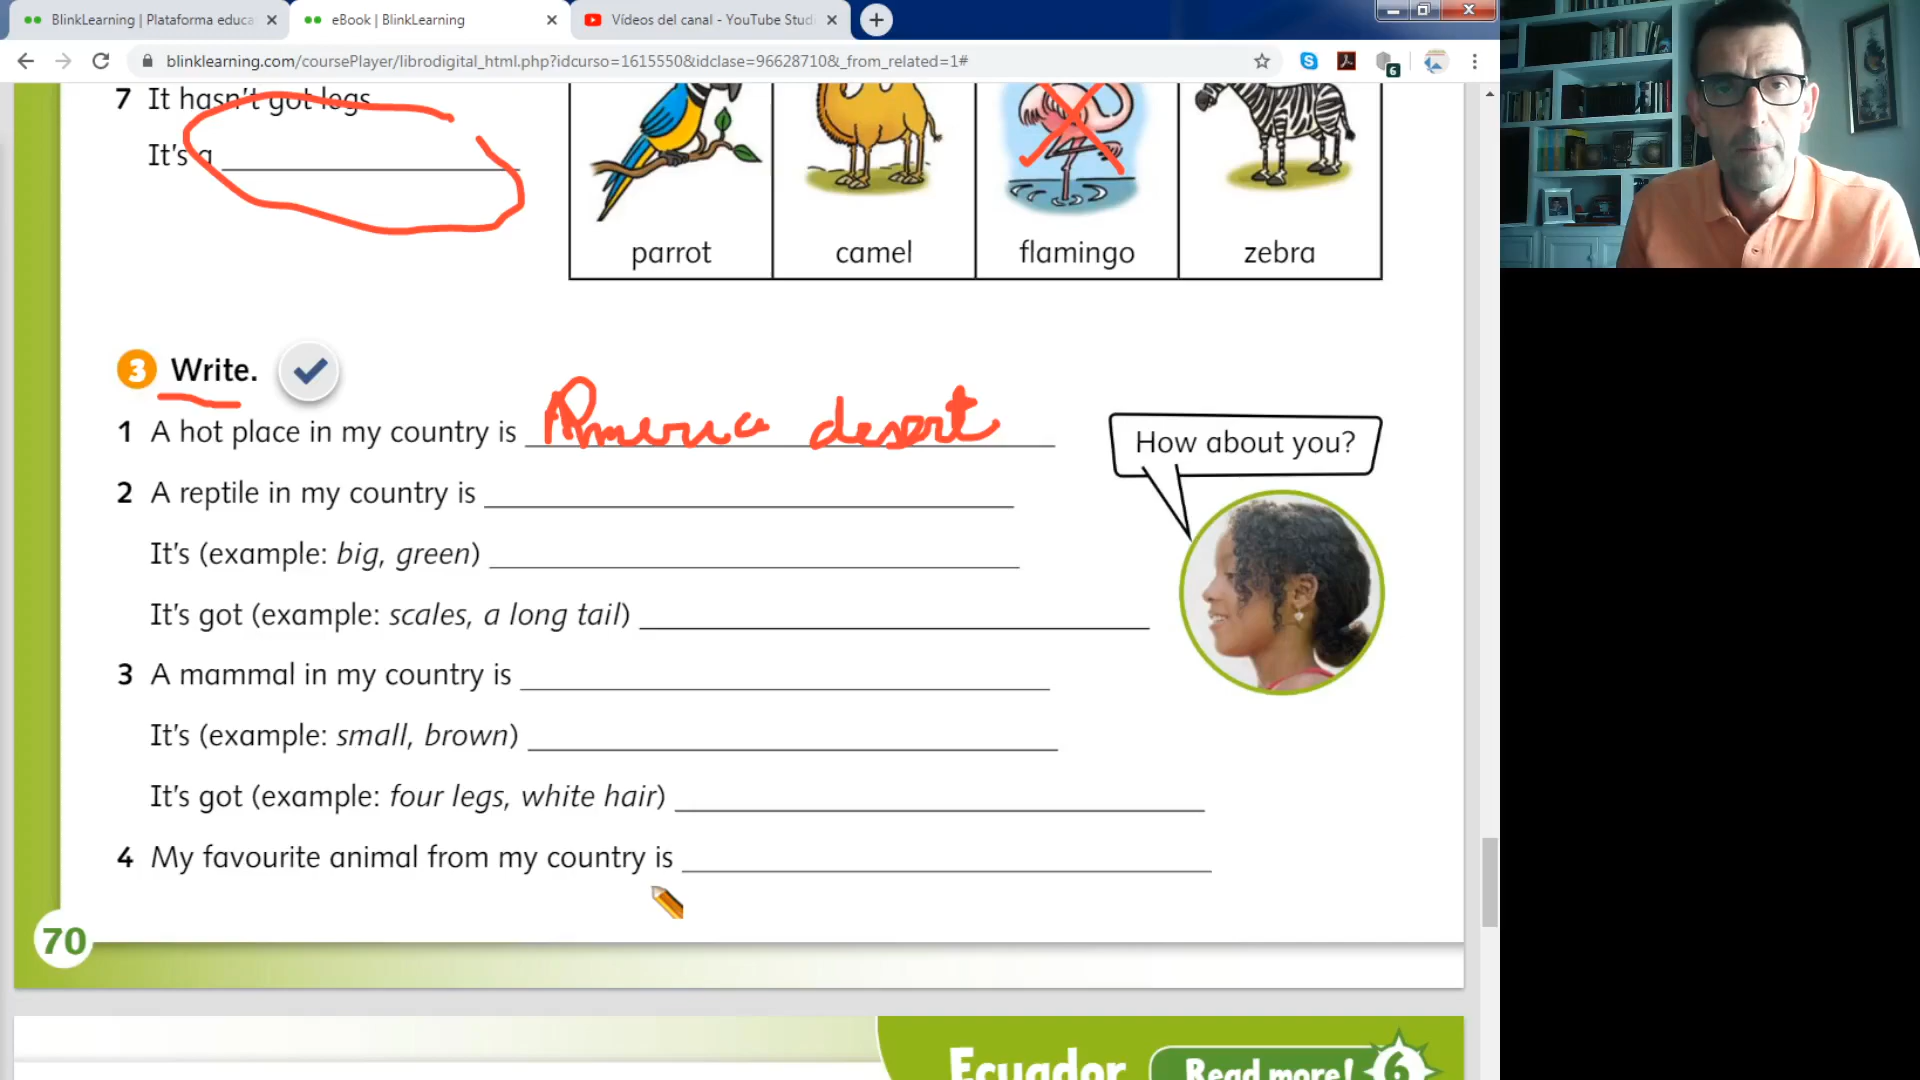 BlinkLearning | Plataforma educa
eBook | BlinkLearning
Vídeos del canal - YouTube Studi
blinklearning.com/coursePlayer/librodigital_html.php?idcurso=1615550&idclase=96628710&_from_related=1#
6
7 It hasn't got legs
It's a
parrot
camel
flamingo
zebra
3 Write.
1 A hot place in my country is America desert
How about you?
2 A reptile in my country is
It's (example: big, green)
It's got (example: scales, a long tail)
3 A mammal in my country is
It's (example: small, brown)
It's got (example: four legs, white hair)
4 My favourite animal from my country is
70
Ecuador
Read more! 6